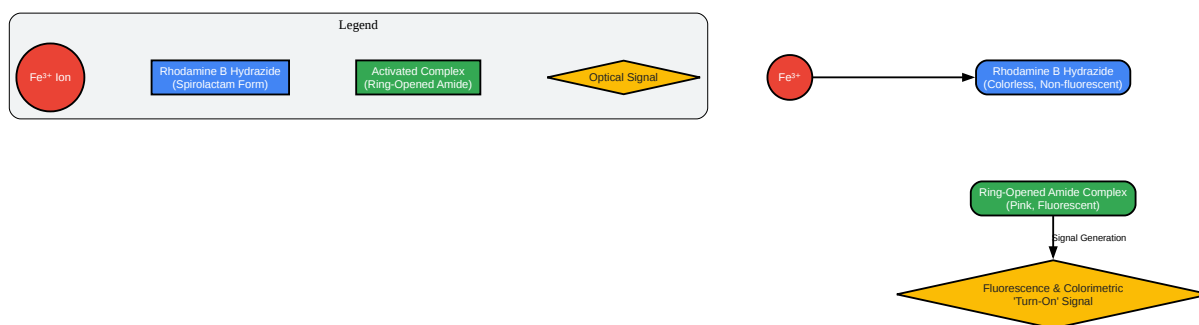 Legend
Fe³⁺ Ion
Rhodamine B Hydrazide
(Spirolactam Form)
Activated Complex
(Ring-Opened Amide)
Optical Signal
Fe³⁺
Rhodamine B Hydrazide
(Colorless, Non-fluorescent)
Ring-Opened Amide Complex
(Pink, Fluorescent)
Signal Generation
Fluorescence & Colorimetric
'Turn-On' Signal